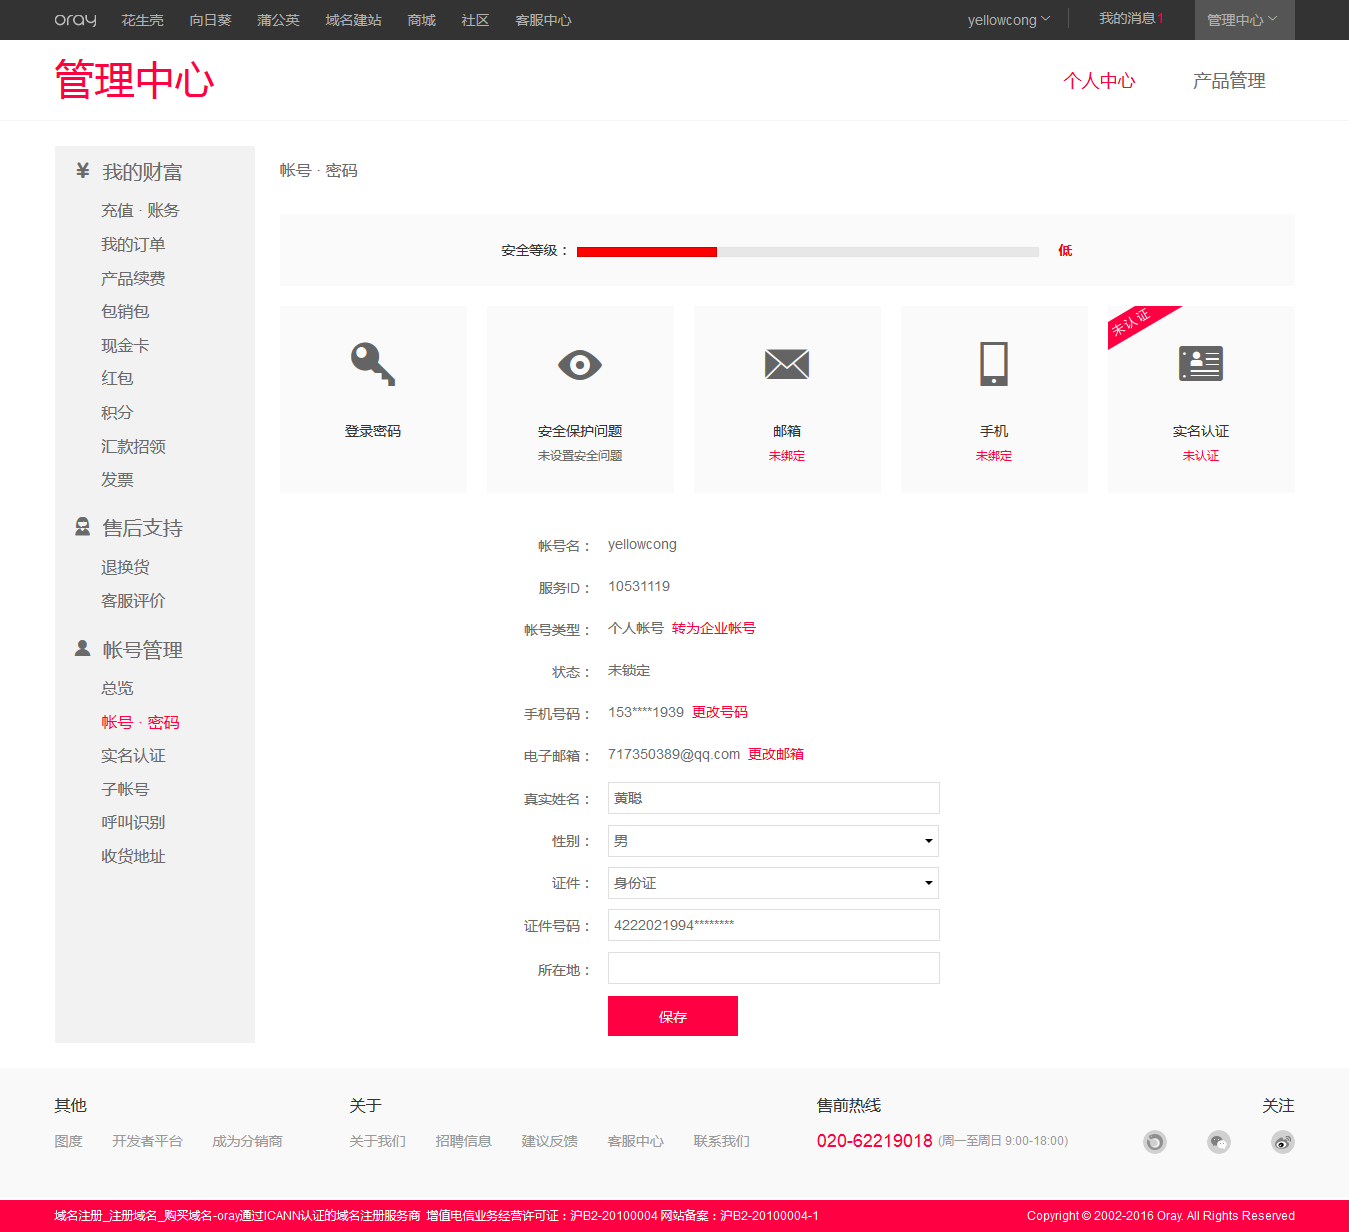 oray 花生壳 向日葵 蒲公英 域名建站 商城 社区 客服中心 yellowcong 我的消息1 管理中心
管理中心 个人中心 产品管理
¥ 我的财富
充值 · 账务
我的订单
产品续费
包销包
现金卡
红包
积分
汇款招领
发票
售后支持
退换货
客服评价
帐号管理
总览
帐号 · 密码
实名认证
子帐号
呼叫识别
收货地址
帐号 · 密码
安全等级： 低
登录密码
安全保护问题
未设置安全问题
邮箱
未绑定
手机
未绑定
未认证
实名认证
未认证
帐号名： yellowcong
服务ID： 10531119
帐号类型： 个人帐号 转为企业帐号
状态： 未锁定
手机号码： 153****1939 更改号码
电子邮箱： 717350389@qq.com 更改邮箱
真实姓名： 黄聪
性别： 男
证件： 身份证
证件号码： 4222021994********
所在地：
保存
其他 关于 售前热线 关注
图度 开发者平台 成为分销商 关于我们 招聘信息 建议反馈 客服中心 联系我们 020-62219018 (周一至周日 9:00-18:00)
域名注册_注册域名_购买域名-oray通过ICANN认证的域名注册服务商 增值电信业务经营许可证：沪B2-20100004 网站备案：沪B2-20100004-1 Copyright © 2002-2016 Oray. All Rights Reserved